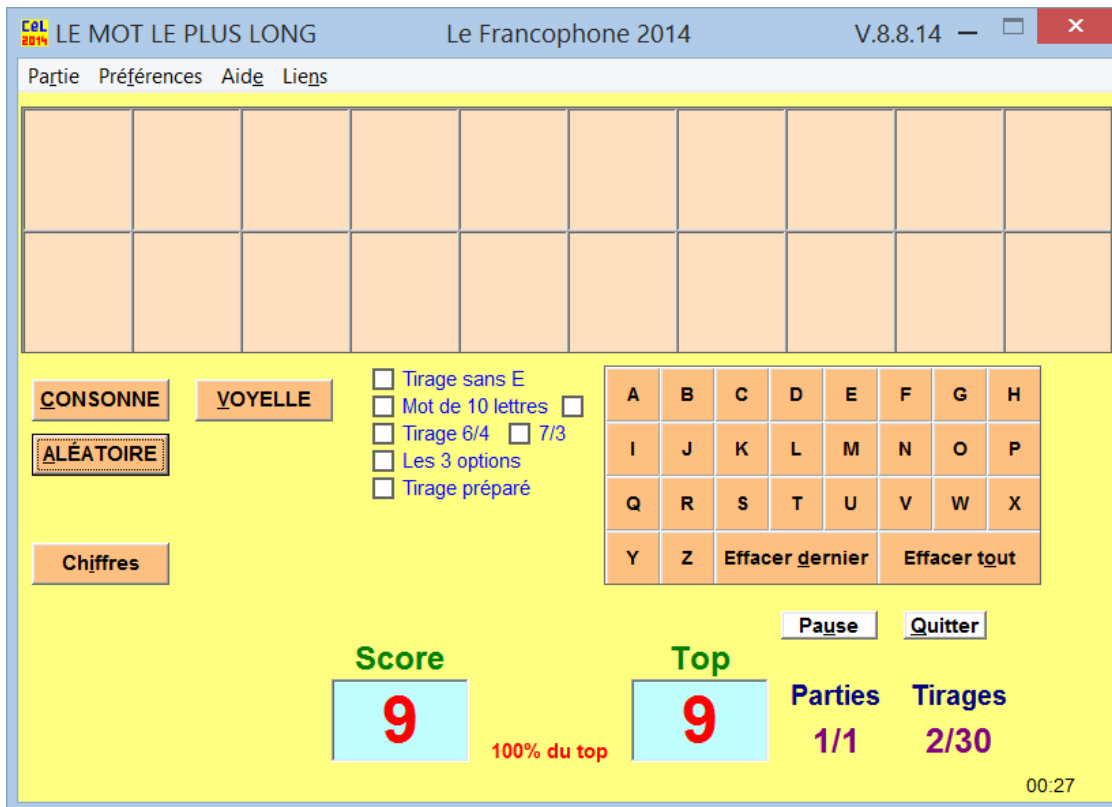 CeL 2014 LE MOT LE PLUS LONG Le Francophone 2014 V.8.8.14
Partie Préférences Aide Liens
CONSONNE VOYELLE
ALÉATOIRE
Chiffres
Tirage sans E
Mot de 10 lettres
Tirage 6/4 7/3
Les 3 options
Tirage préparé
A B C D E F G H
I J K L M N O P
Q R S T U V W X
Y Z Effacer dernier Effacer tout
Pause Quitter
Score Top
9 100% du top 9
Parties Tirages
1/1 2/30
00:27